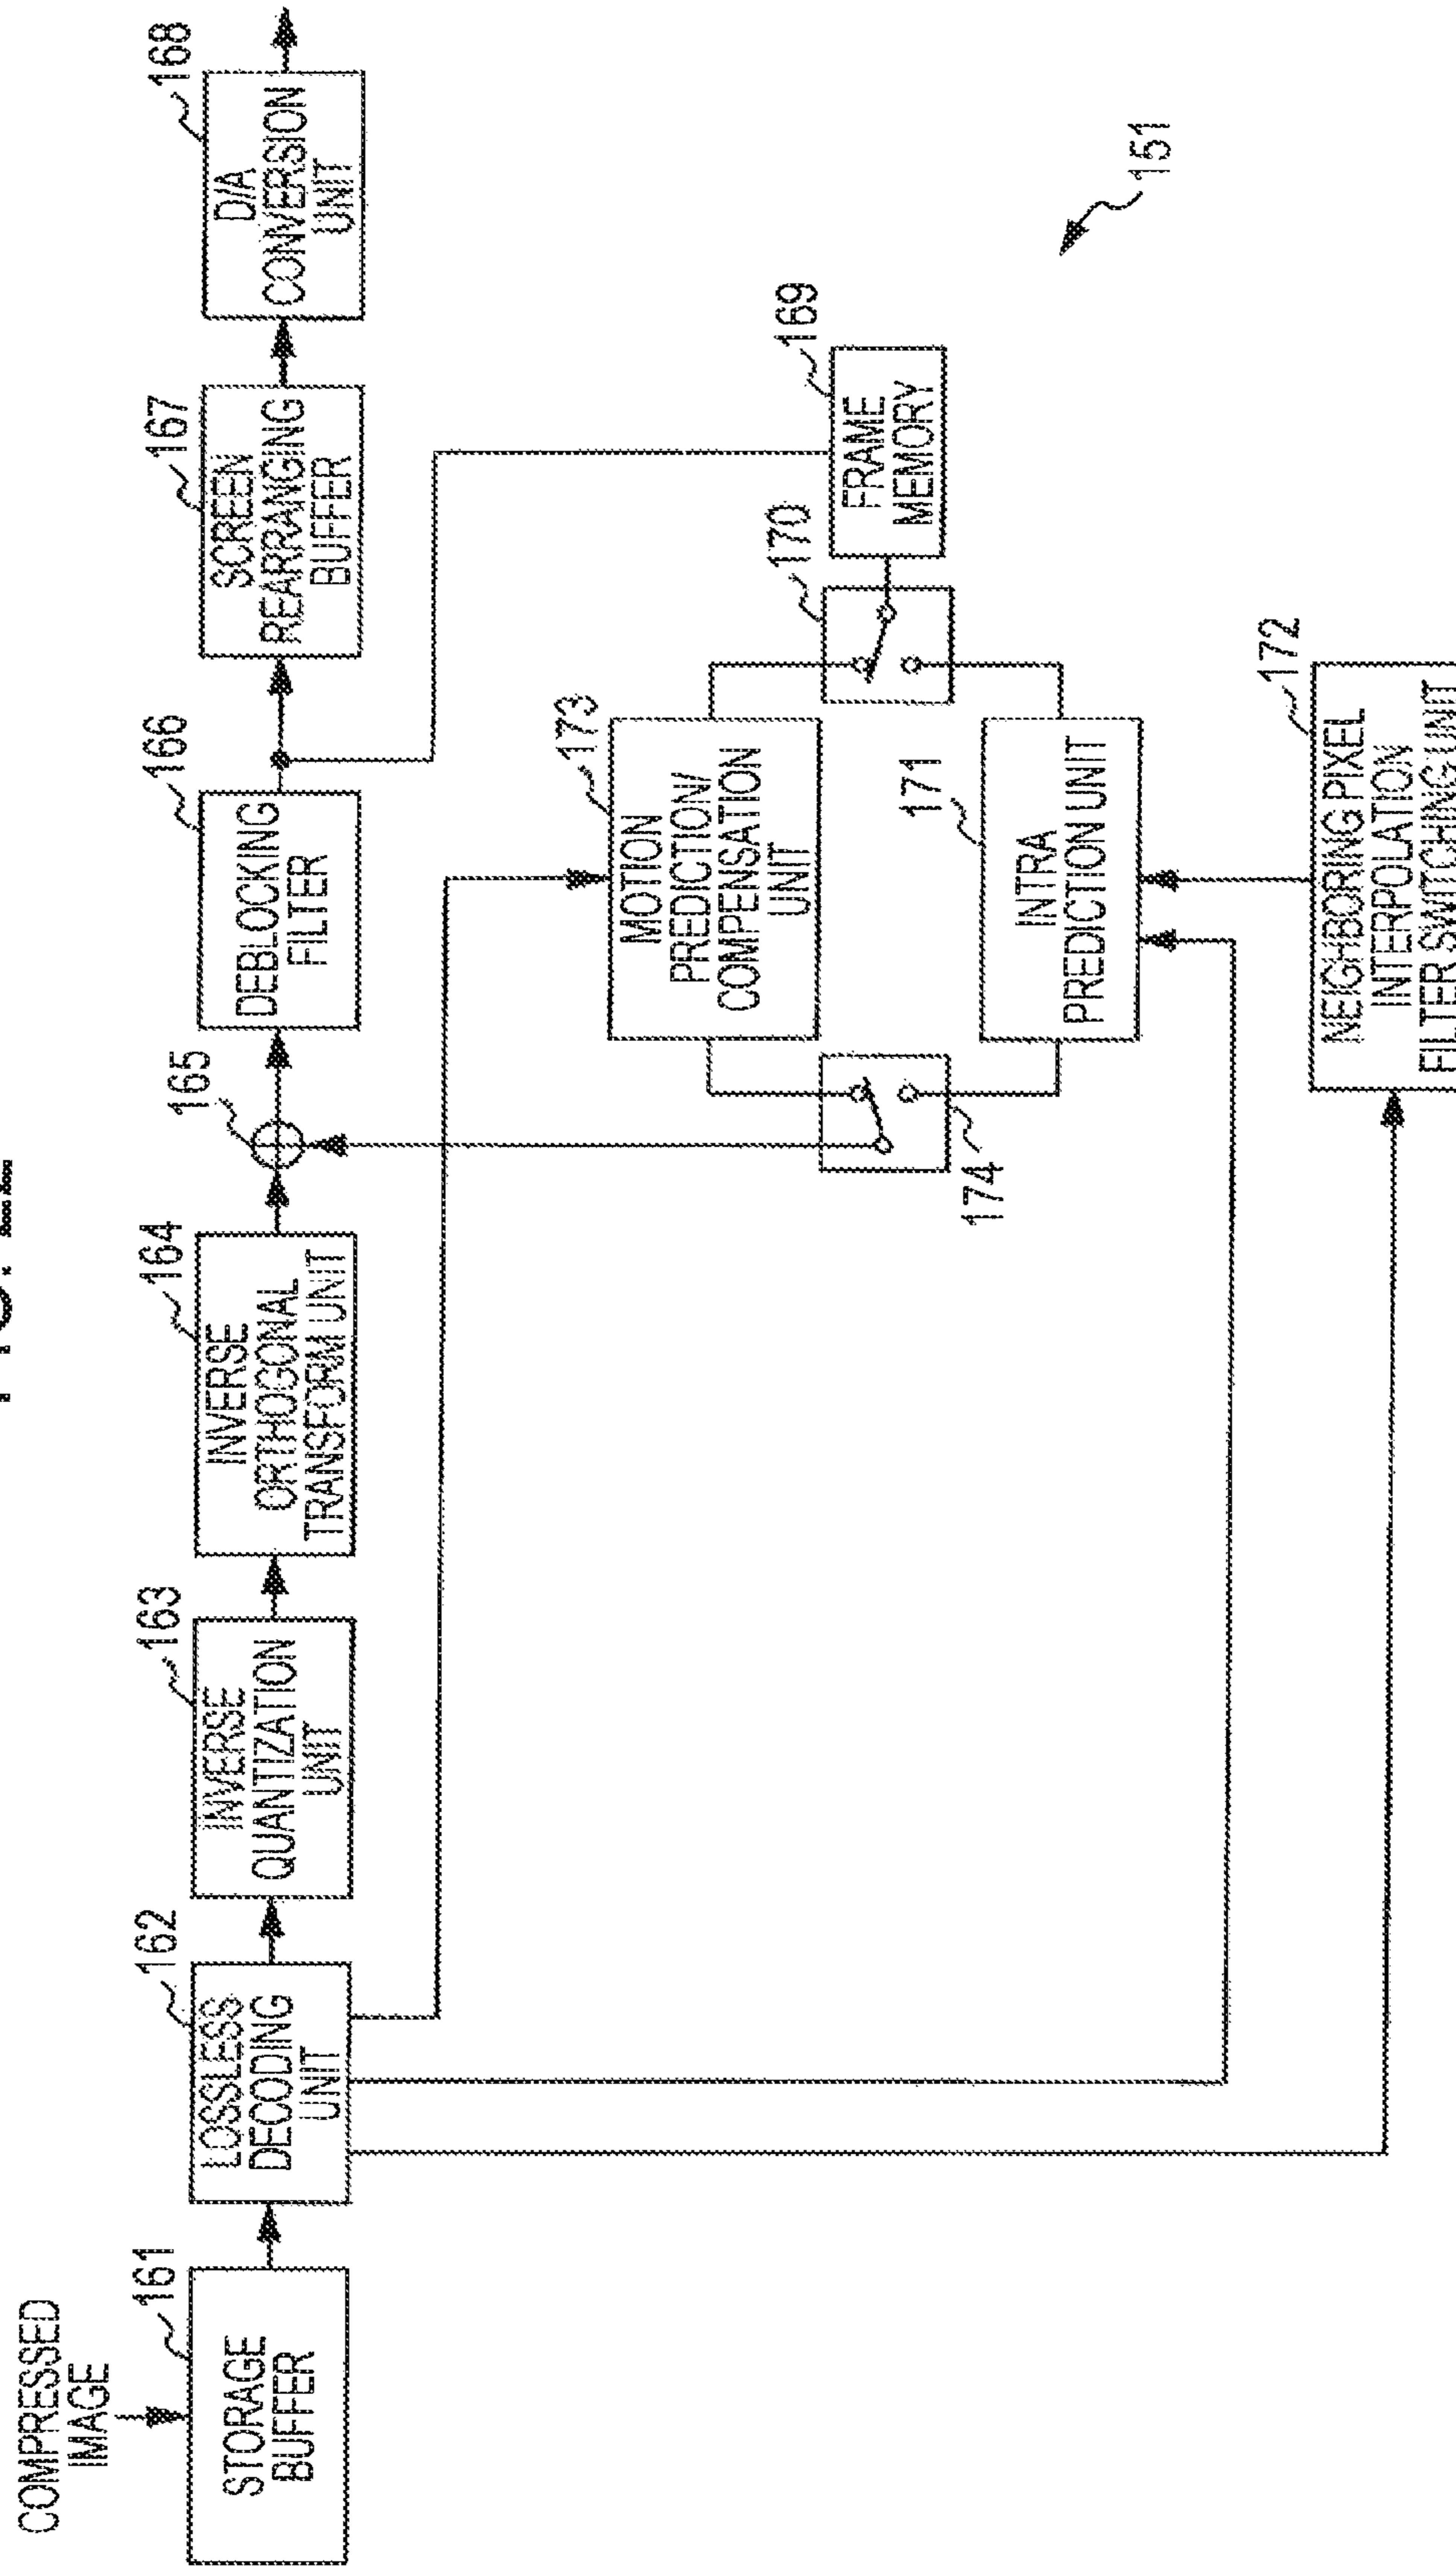 COMPRESSED
IMAGE
161
STORAGE
BUFFER
162
LOSSLESS
DECODING
UNIT
163
INVERSE
QUANTIZATION
UNIT
164
INVERSE
ORTHOGONAL
TRANSFORM UNIT
165
166
DEBLOCKING
FILTER
167
SCREEN
REARRANGING
BUFFER
168
D/A
CONVERSION
UNIT
173
MOTION
PREDICTION/
COMPENSATION
UNIT
170
169
FRAME
MEMORY
174
171
INTRA
PREDICTION UNIT
151
172
NEIGHBORING PIXEL
INTERPOLATION
FILTER SWITCHING UNIT